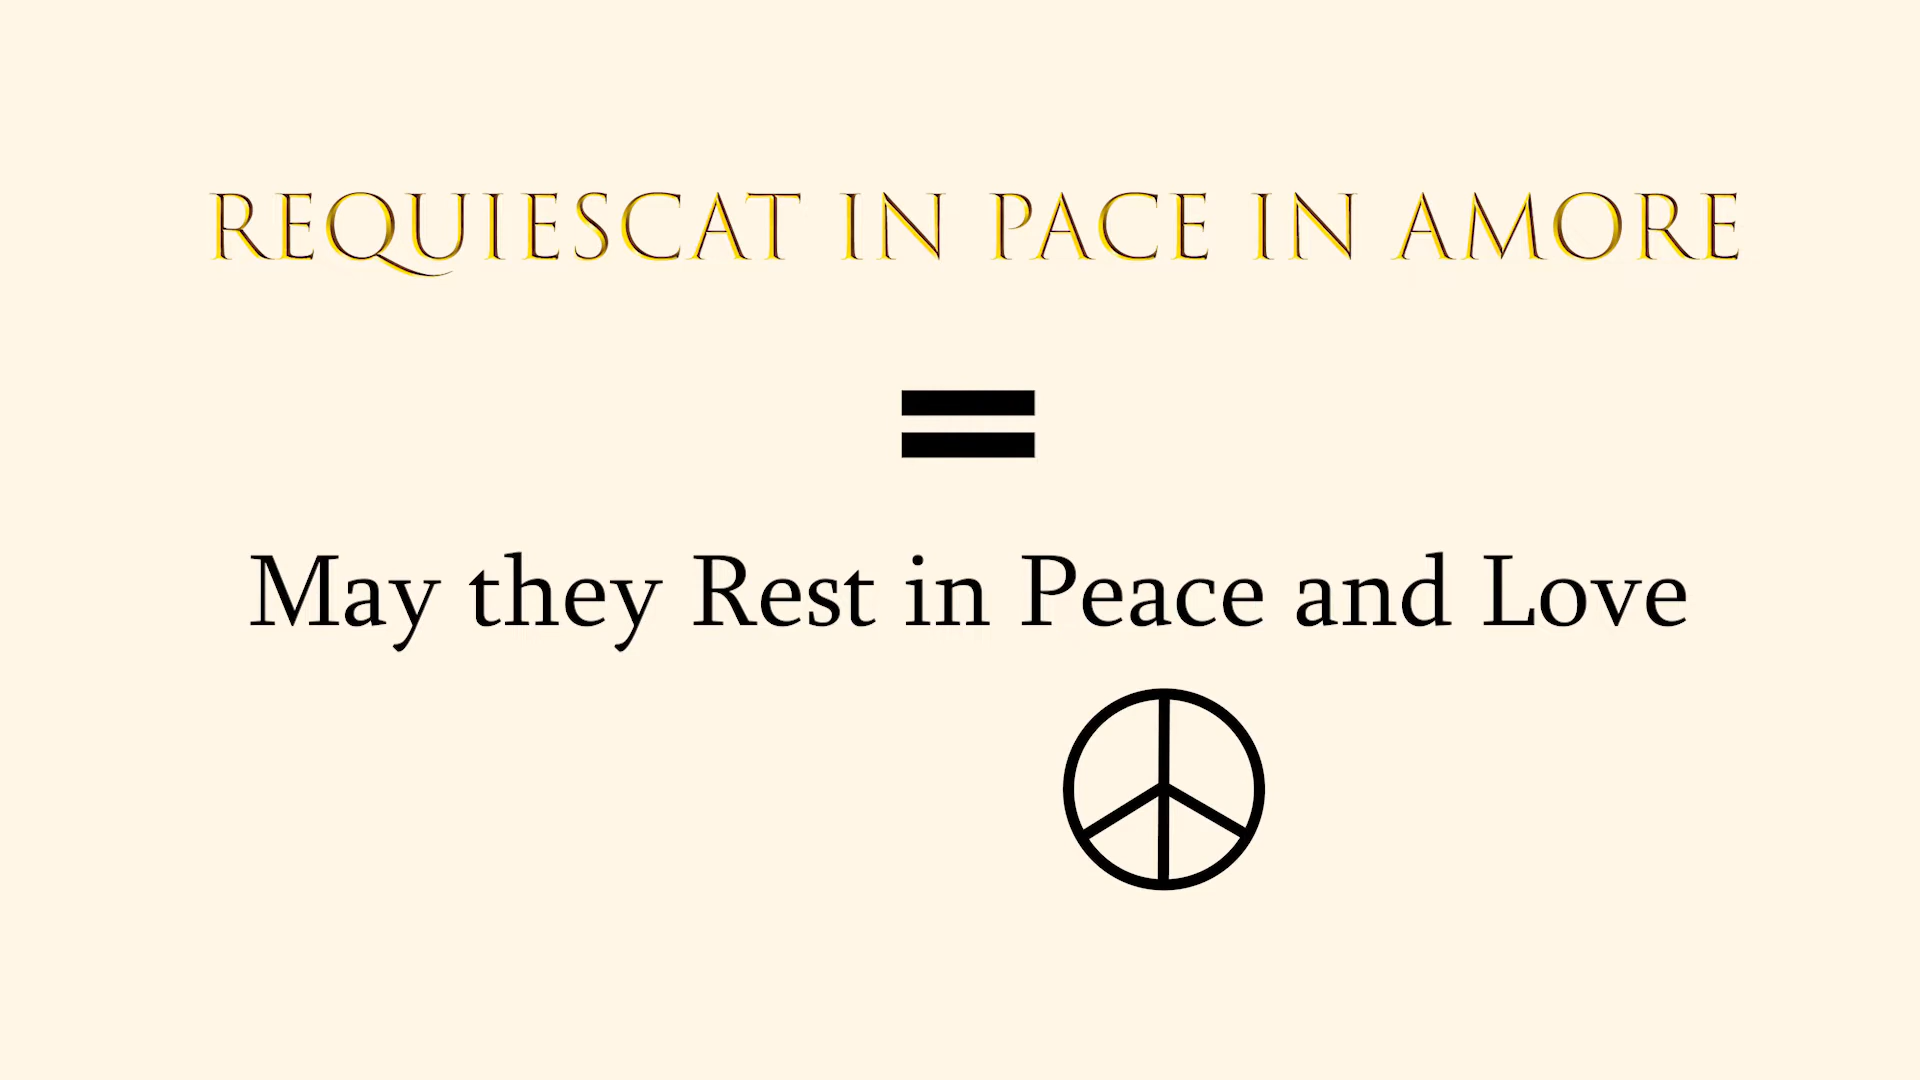 REQUIESCAT IN PACE IN AMORE
=
May they Rest in Peace and Love